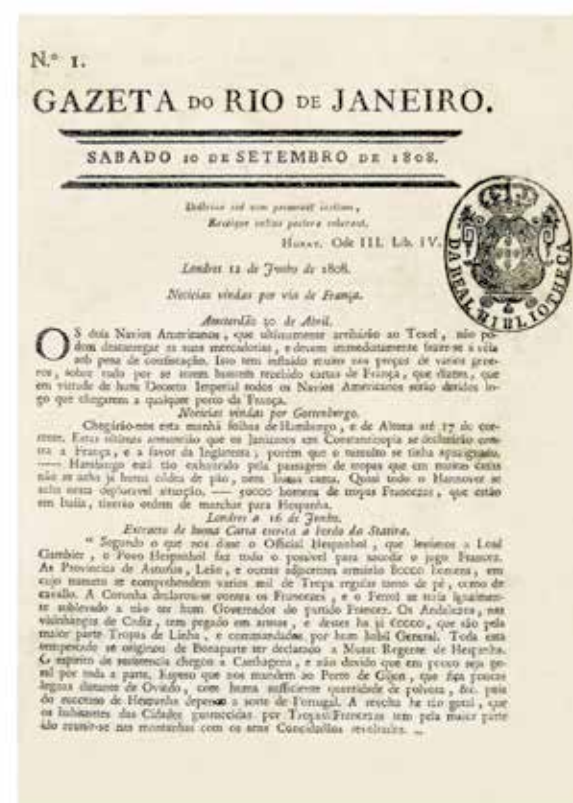 N.º 1.
GAZETA DO RIO DE JANEIRO.
SABADO 10 DE SETEMBRO DE 1808.
Doctrina sed vim promovet insitam,
Rectique cultus pectora roborant.
HORAT. Ode III. Lib. IV.
DA REAL BIBLIOTHECA
Londres 12 de Junho de 1808.
Noticias vindas por via de França.
Amsterdão 30 de Abril.
OS dois Navios Americanos, que ultimamente arribárão ao Texel, não po-
dem descarregar as suas mercadorias, e devem immediatamente fazer-se á véla
sob pena de confiscação. Isto tem influido muito nos preços de varios gene-
ros, sobre tudo por se terem hontem recebido cartas de França, que dizem, que
em virtude de hum Decreto Imperial todos os Navios Americanos serão detidos lo-
go que chegarem a qualquer porto da França.
Noticias vindas por Gottenburgo.
Chegárão-nos esta manhã folhas de Hamburgo, e de Altona até 17 do cor-
rente. Estas ultimas annuncião que os Janizaros em Constantinopla se declarárão con-
tra a França, e a favor da Inglaterra; porém que o tumulto se tinha apaziguado.
—— Hamburgo está tão exhaurido pela passagem de tropas que em muitas casas
não se acha já huma côdea de pão, nem huma cama. Quasi todo o Hannover se
acha nesta deploravel situação. —— 50000 homens de tropas Francezas, que estão
em Italia, tiverão ordem de marchar para Hespanha.
Londres a 16 de Junho.
Extracto de huma Carta escrita a bordo da Statira.
" Segundo o que nos disse o Official Hespanhol, que levámos a Lord
Gambier, o Povo Hespanhol faz todo o possivel para sacudir o jugo Francez.
As Provincias de Asturias, Leão, e outras adjacentes armárão 80000 homens, em
cujo numero se comprehendem varios mil de Tropa regular tanto de pé, como de
cavallo. A Corunha declarou-se contra os Francezes, e o Ferrol se teria igualmen-
te sublevado a não ter hum Governador do partido Francez. Os Andaluzes, nas
vizinhanças de Cadiz, tem pegado em armas, e destes ha já 60000, que são pela
maior parte Tropas de Linha, e commandadas por hum habil General. Toda esta
tempestade se originou de Bonaparte ter declarado a Murat Regente de Hespanha.
O espirito de resistencia chegou a Carthagena, e não duvido que em pouco seja ge-
ral por toda a parte. Espero que nos mandem ao Porto de Gijon, que fica poucas
legoas distante de Oviedo, com huma sufficiente quantidade de polvora, &c. pois
do successo de Hespanha depende a sorte de Portugal. A revolta he tão geral, que
os habitantes das Cidades guarnecidas por Tropas Francezas tem pela maior parte
ido reunir-se nas montanhas com os seus Concidadãos revoltados.